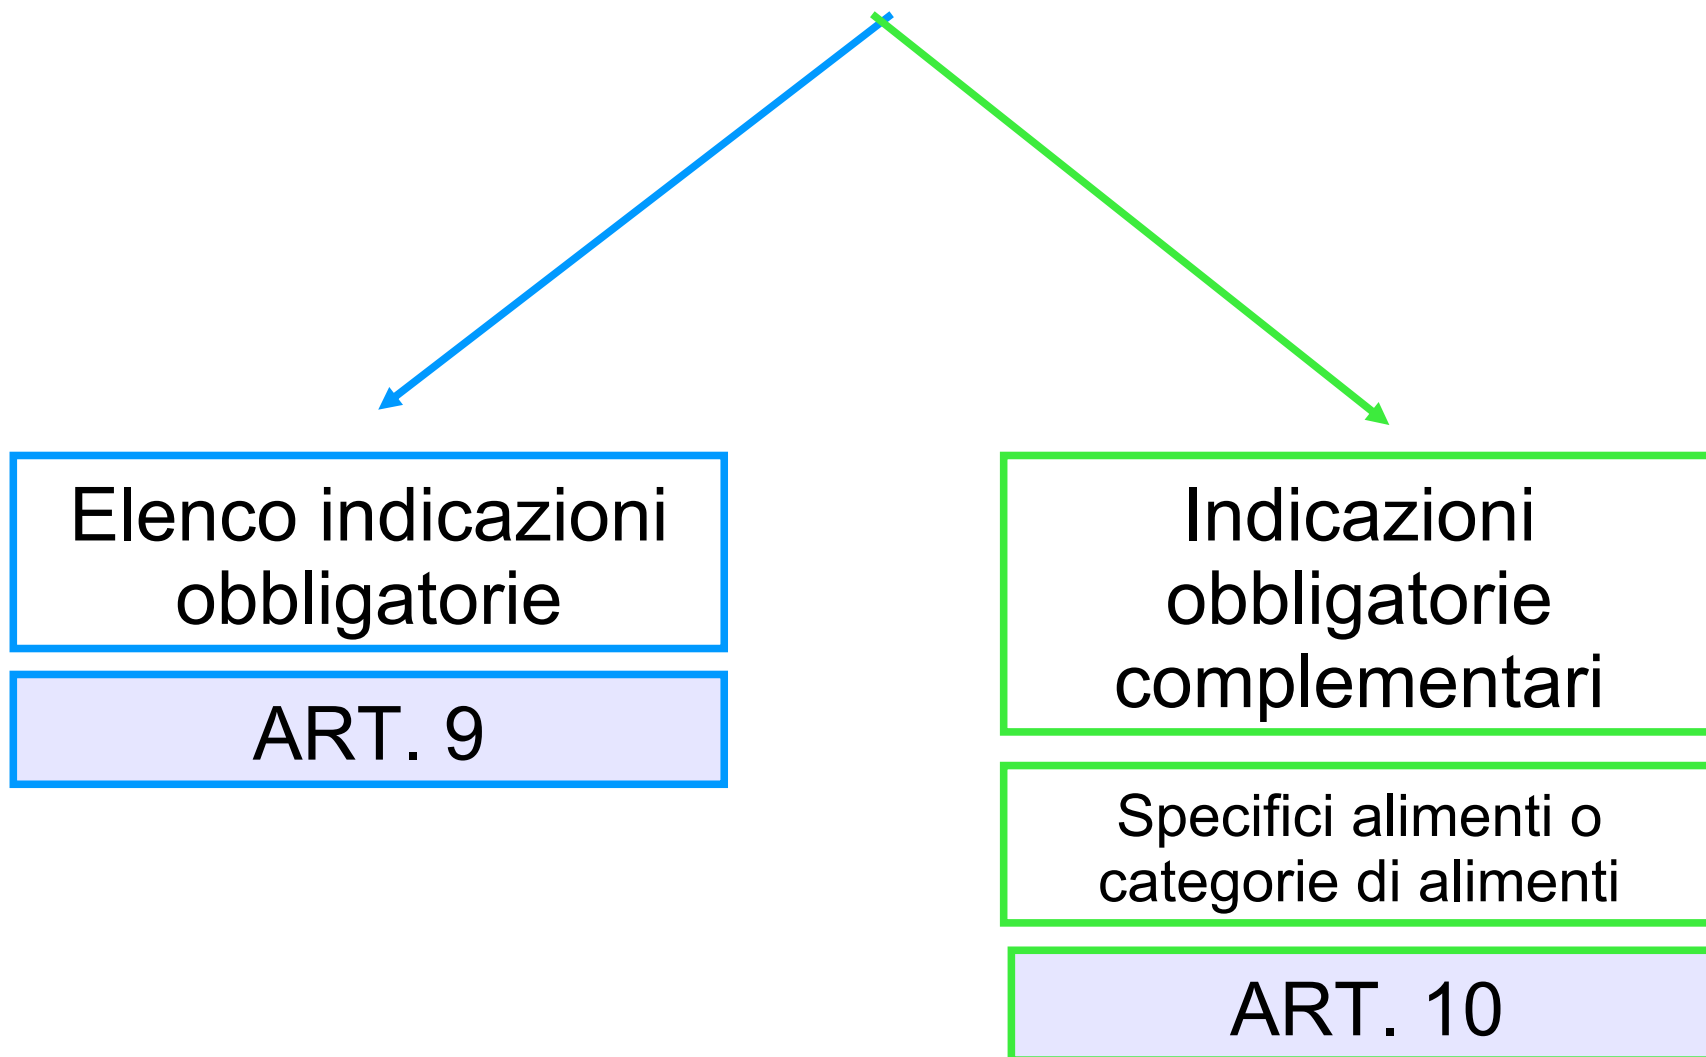 Elenco indicazioni
obbligatorie
ART. 9
Indicazioni
obbligatorie
complementari
Specifici alimenti o
categorie di alimenti
ART. 10